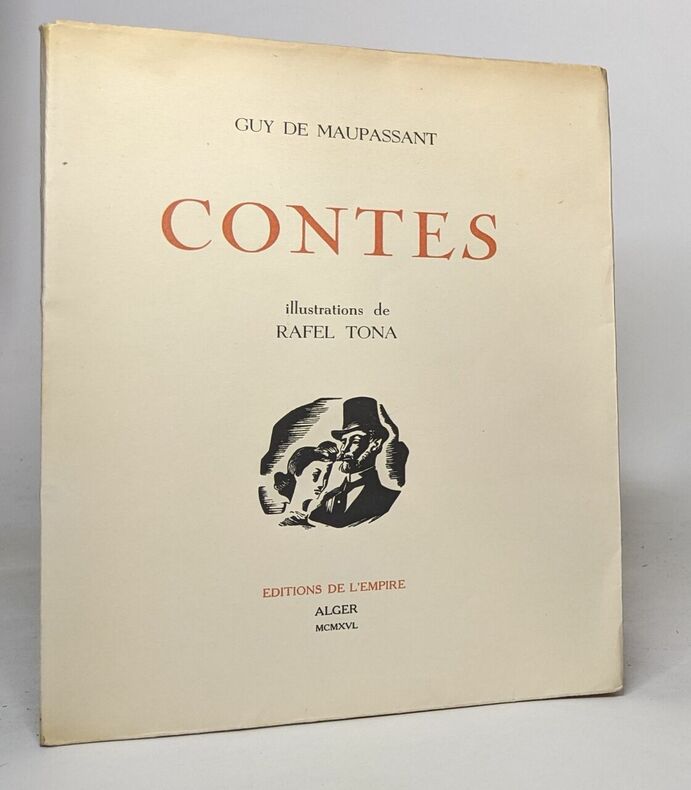 GUY DE MAUPASSANT
CONTES
illustrations de
RAFEL TONA
EDITIONS DE L'EMPIRE
ALGER
MCMXVL